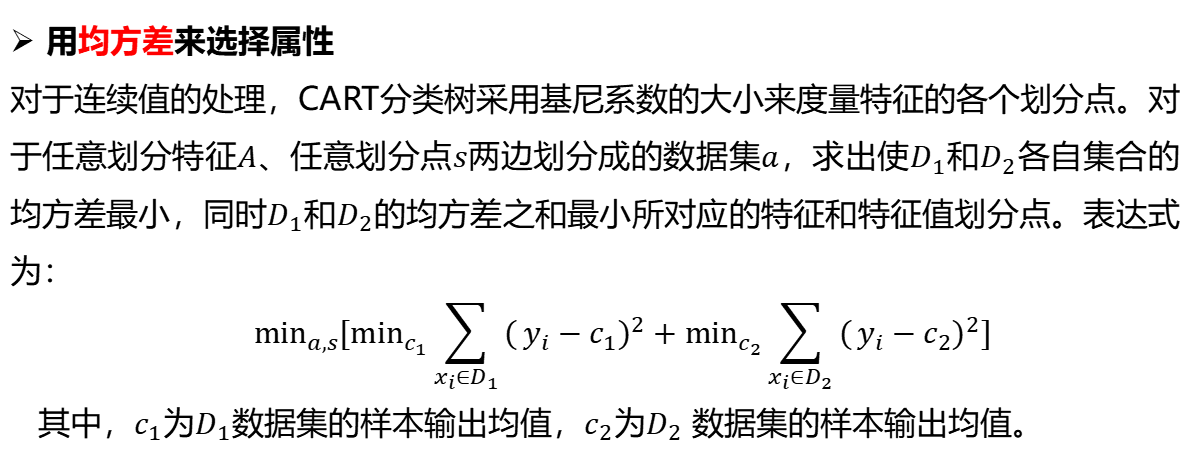 ➢ 用均方差来选择属性
对于连续值的处理，CART分类树采用基尼系数的大小来度量特征的各个划分点。对
于任意划分特征𝐴、任意划分点𝑠两边划分成的数据集𝑎，求出使𝐷₁和𝐷₂各自集合的
均方差最小，同时𝐷₁和𝐷₂的均方差之和最小所对应的特征和特征值划分点。表达式
为：
min_{𝑎,𝑠}[min_{𝑐₁} ∑_{𝑥ᵢ∈𝐷₁} (𝑦ᵢ − 𝑐₁)² + min_{𝑐₂} ∑_{𝑥ᵢ∈𝐷₂} (𝑦ᵢ − 𝑐₂)²]
其中，𝑐₁为𝐷₁数据集的样本输出均值，𝑐₂为𝐷₂ 数据集的样本输出均值。